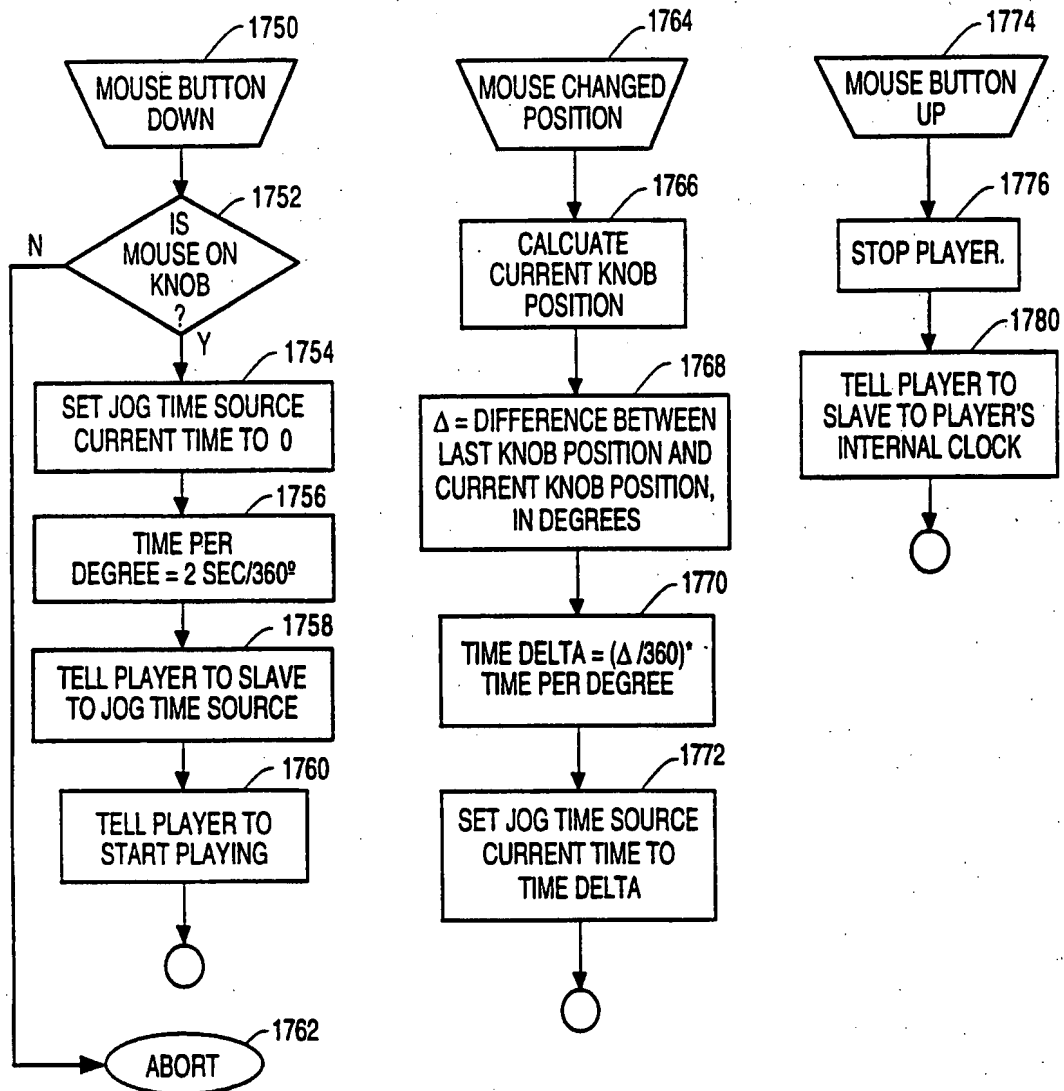 1750
MOUSE BUTTON
DOWN
1752
IS
MOUSE ON
KNOB
?
N
Y
1754
SET JOG TIME SOURCE
CURRENT TIME TO 0
1756
TIME PER
DEGREE = 2 SEC/360º
1758
TELL PLAYER TO SLAVE
TO JOG TIME SOURCE
1760
TELL PLAYER TO
START PLAYING
1762
ABORT
1764
MOUSE CHANGED
POSITION
1766
CALCUATE
CURRENT KNOB
POSITION
1768
Δ = DIFFERENCE BETWEEN
LAST KNOB POSITION AND
CURRENT KNOB POSITION,
IN DEGREES
1770
TIME DELTA = (Δ /360)*
TIME PER DEGREE
1772
SET JOG TIME SOURCE
CURRENT TIME TO
TIME DELTA
1774
MOUSE BUTTON
UP
1776
STOP PLAYER.
1780
TELL PLAYER TO
SLAVE TO PLAYER'S
INTERNAL CLOCK